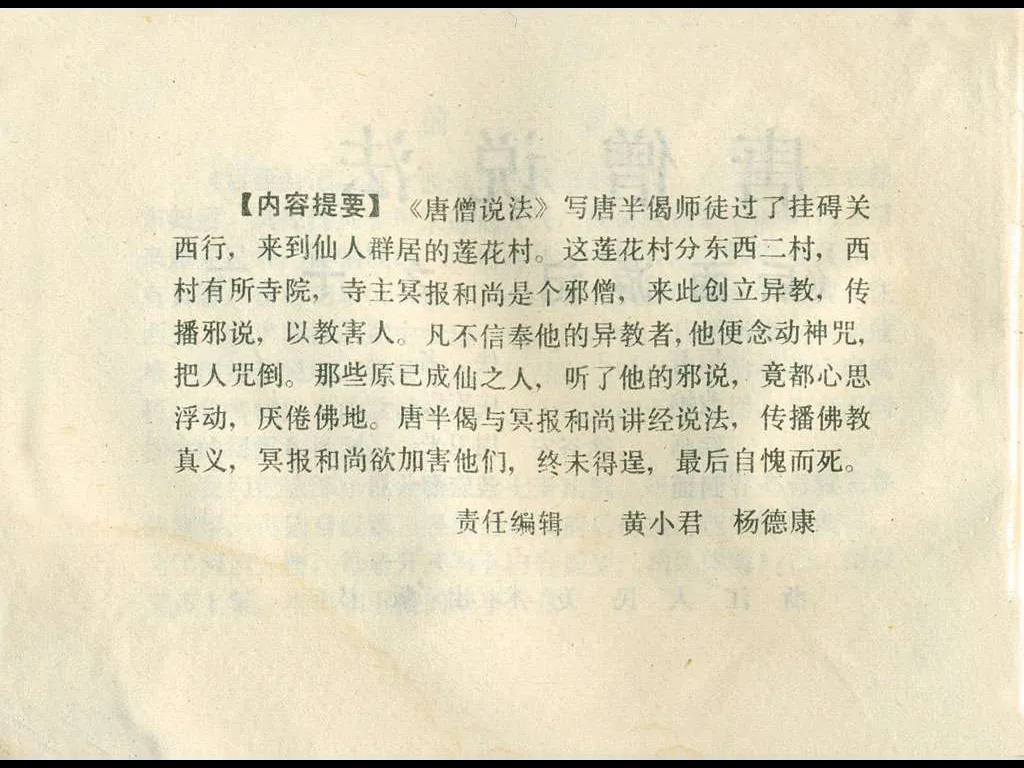 【内容提要】《唐僧说法》写唐半偈师徒过了挂碍关
西行，来到仙人群居的莲花村。这莲花村分东西二村，西
村有所寺院，寺主冥报和尚是个邪僧，来此创立异教，传
播邪说，以教害人。凡不信奉他的异教者，他便念动神咒，
把人咒倒。那些原已成仙之人，听了他的邪说，竟都心思
浮动，厌倦佛地。唐半偈与冥报和尚讲经说法，传播佛教
真义，冥报和尚欲加害他们，终未得逞，最后自愧而死。
责任编辑 黄小君 杨德康